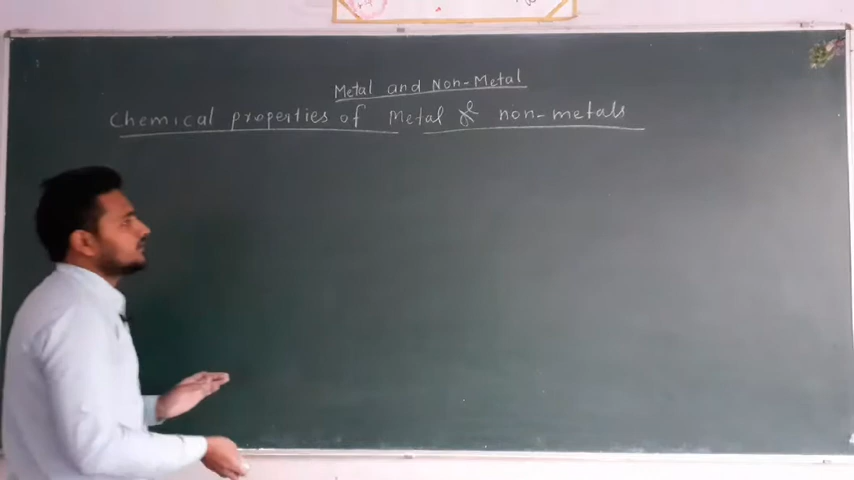 Metal and Non-Metal
Chemical properties of Metal & non-metals